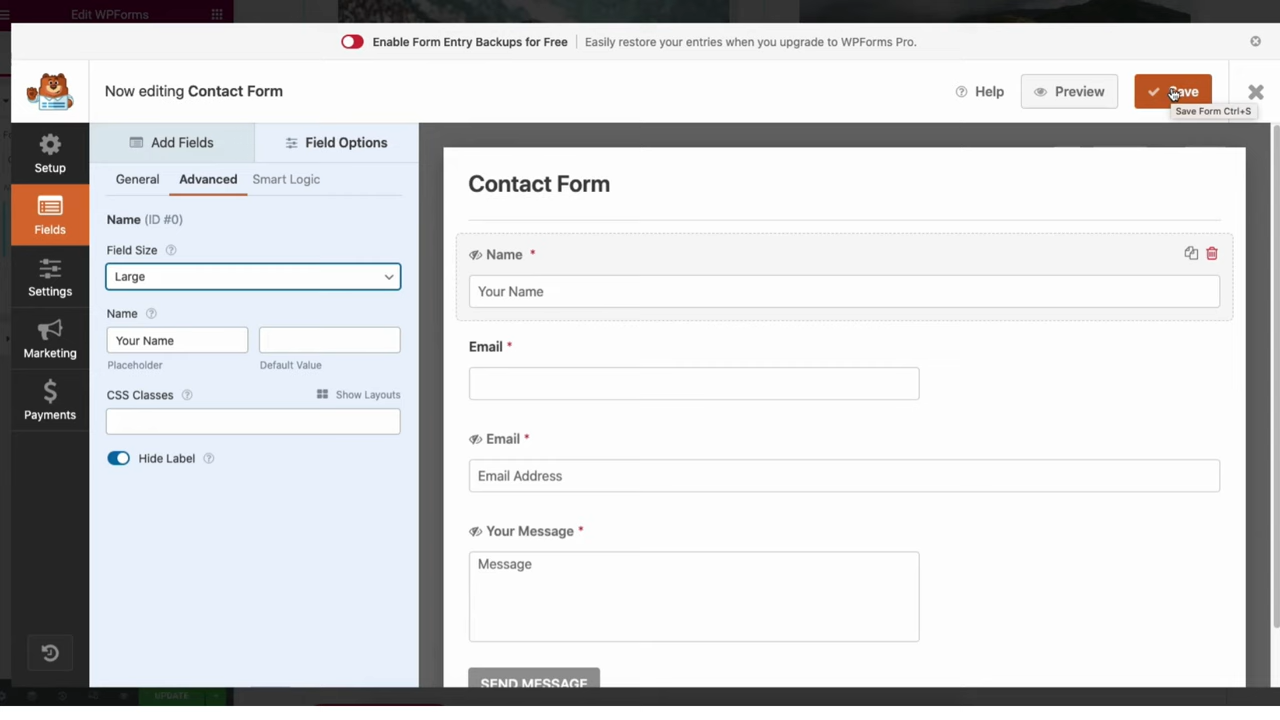 Edit WPForms
Enable Form Entry Backups for Free
Easily restore your entries when you upgrade to WPForms Pro.
Now editing Contact Form
Help
Preview
Save
Save Form Ctrl+S
Setup
Fields
Settings
Marketing
Payments
Add Fields
Field Options
General
Advanced
Smart Logic
Name (ID #0)
Field Size
Large
Name
Your Name
Placeholder
Default Value
CSS Classes
Show Layouts
Hide Label
Contact Form
Name *
Your Name
Email *
Email *
Email Address
Your Message *
Message
SEND MESSAGE
UPDATE